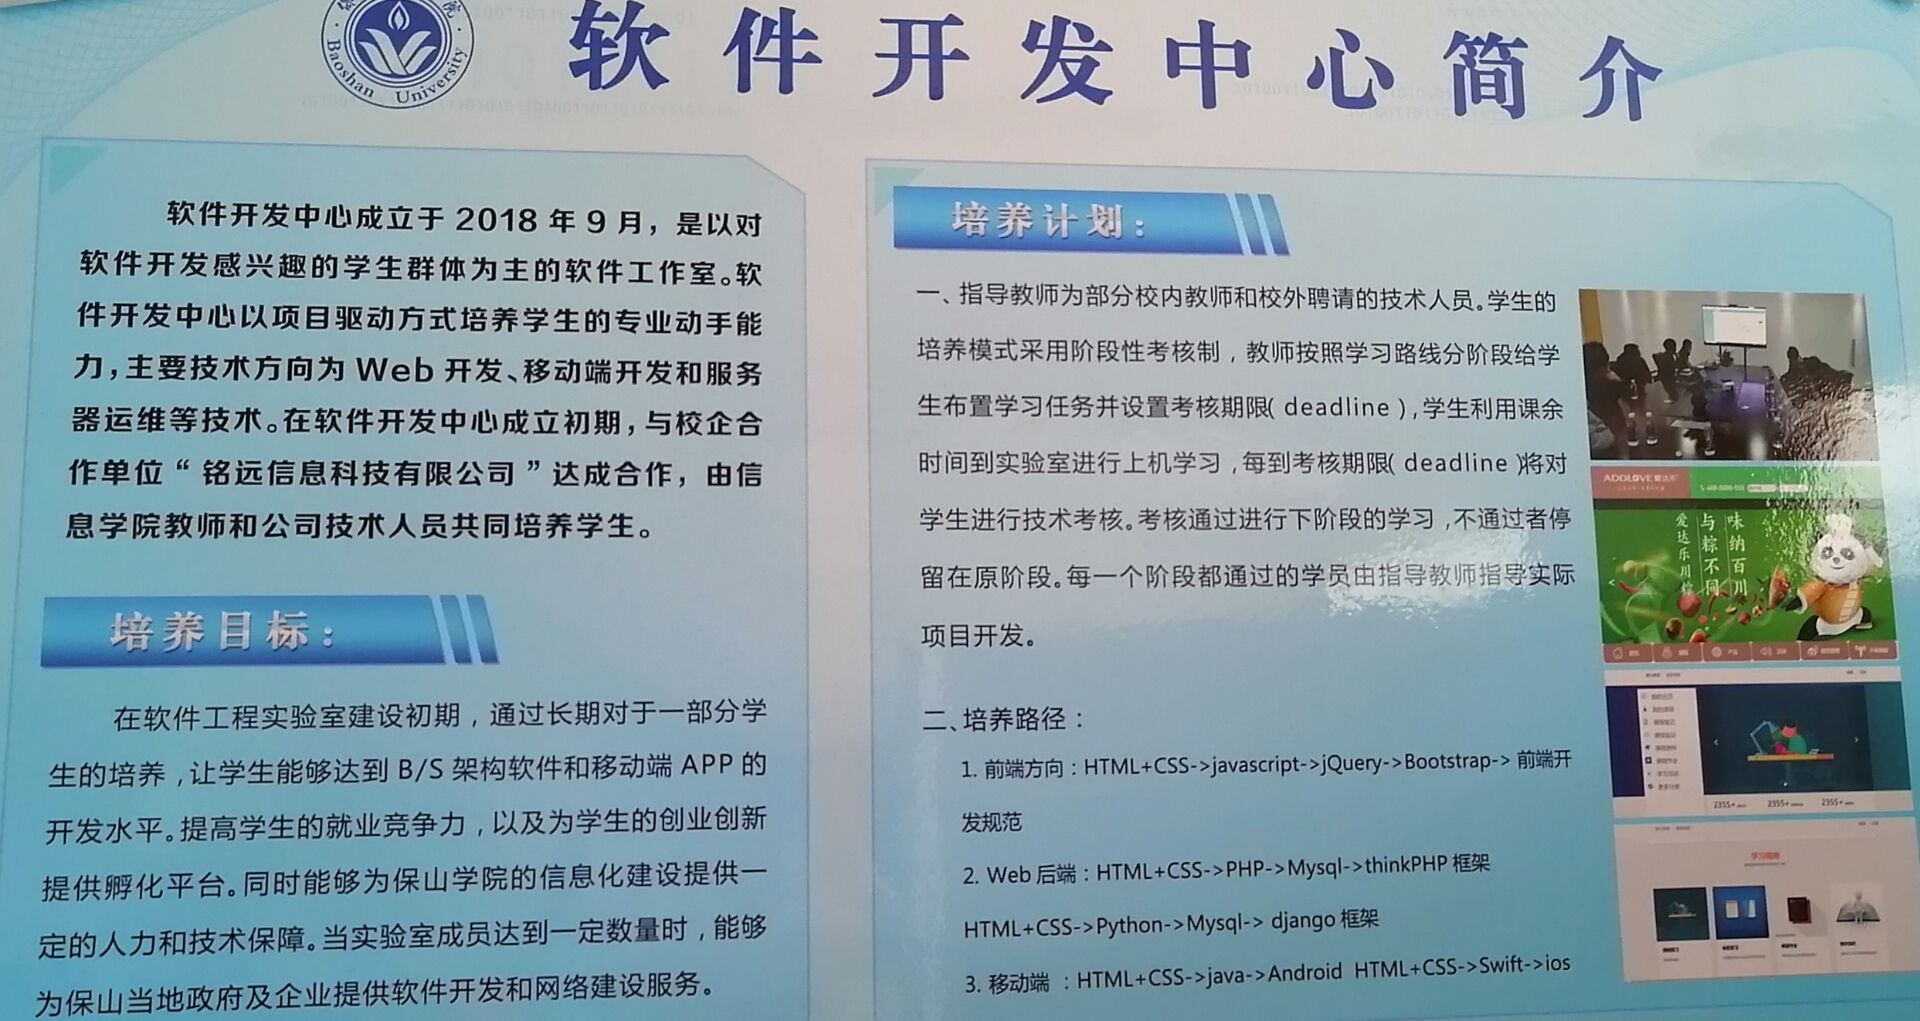 Baoshan University
软件开发中心简介
软件开发中心成立于 2018 年 9 月，是以对
软件开发感兴趣的学生群体为主的软件工作室。软
件开发中心以项目驱动方式培养学生的专业动手能
力，主要技术方向为 Web 开发、移动端开发和服务
器运维等技术。在软件开发中心成立初期，与校企合
作单位“铭远信息科技有限公司”达成合作，由信
息学院教师和公司技术人员共同培养学生。
培养目标：
在软件工程实验室建设初期，通过长期对于一部分学
生的培养，让学生能够达到 B/S 架构软件和移动端 APP 的
开发水平。提高学生的就业竞争力，以及为学生的创业创新
提供孵化平台。同时能够为保山学院的信息化建设提供一
定的人力和技术保障。当实验室成员达到一定数量时，能够
为保山当地政府及企业提供软件开发和网络建设服务。
培养计划：
一、指导教师为部分校内教师和校外聘请的技术人员。学生的
培养模式采用阶段性考核制，教师按照学习路线分阶段给学
生布置学习任务并设置考核期限( deadline )，学生利用课余
时间到实验室进行上机学习，每到考核期限( deadline )将对
学生进行技术考核。考核通过进行下阶段的学习，不通过者停
留在原阶段。每一个阶段都通过的学员由指导教师指导实际
项目开发。
二、培养路径：
1. 前端方向：HTML+CSS->javascript->jQuery->Bootstrap-> 前端开
发规范
2. Web 后端：HTML+CSS->PHP->Mysql->thinkPHP 框架
HTML+CSS->Python->Mysql-> django 框架
3. 移动端 ：HTML+CSS->java->Android HTML+CSS->Swift->ios
ADDLOVE
味纳百川
与粽不同
爱达乐川
2355+
2355+
2355+